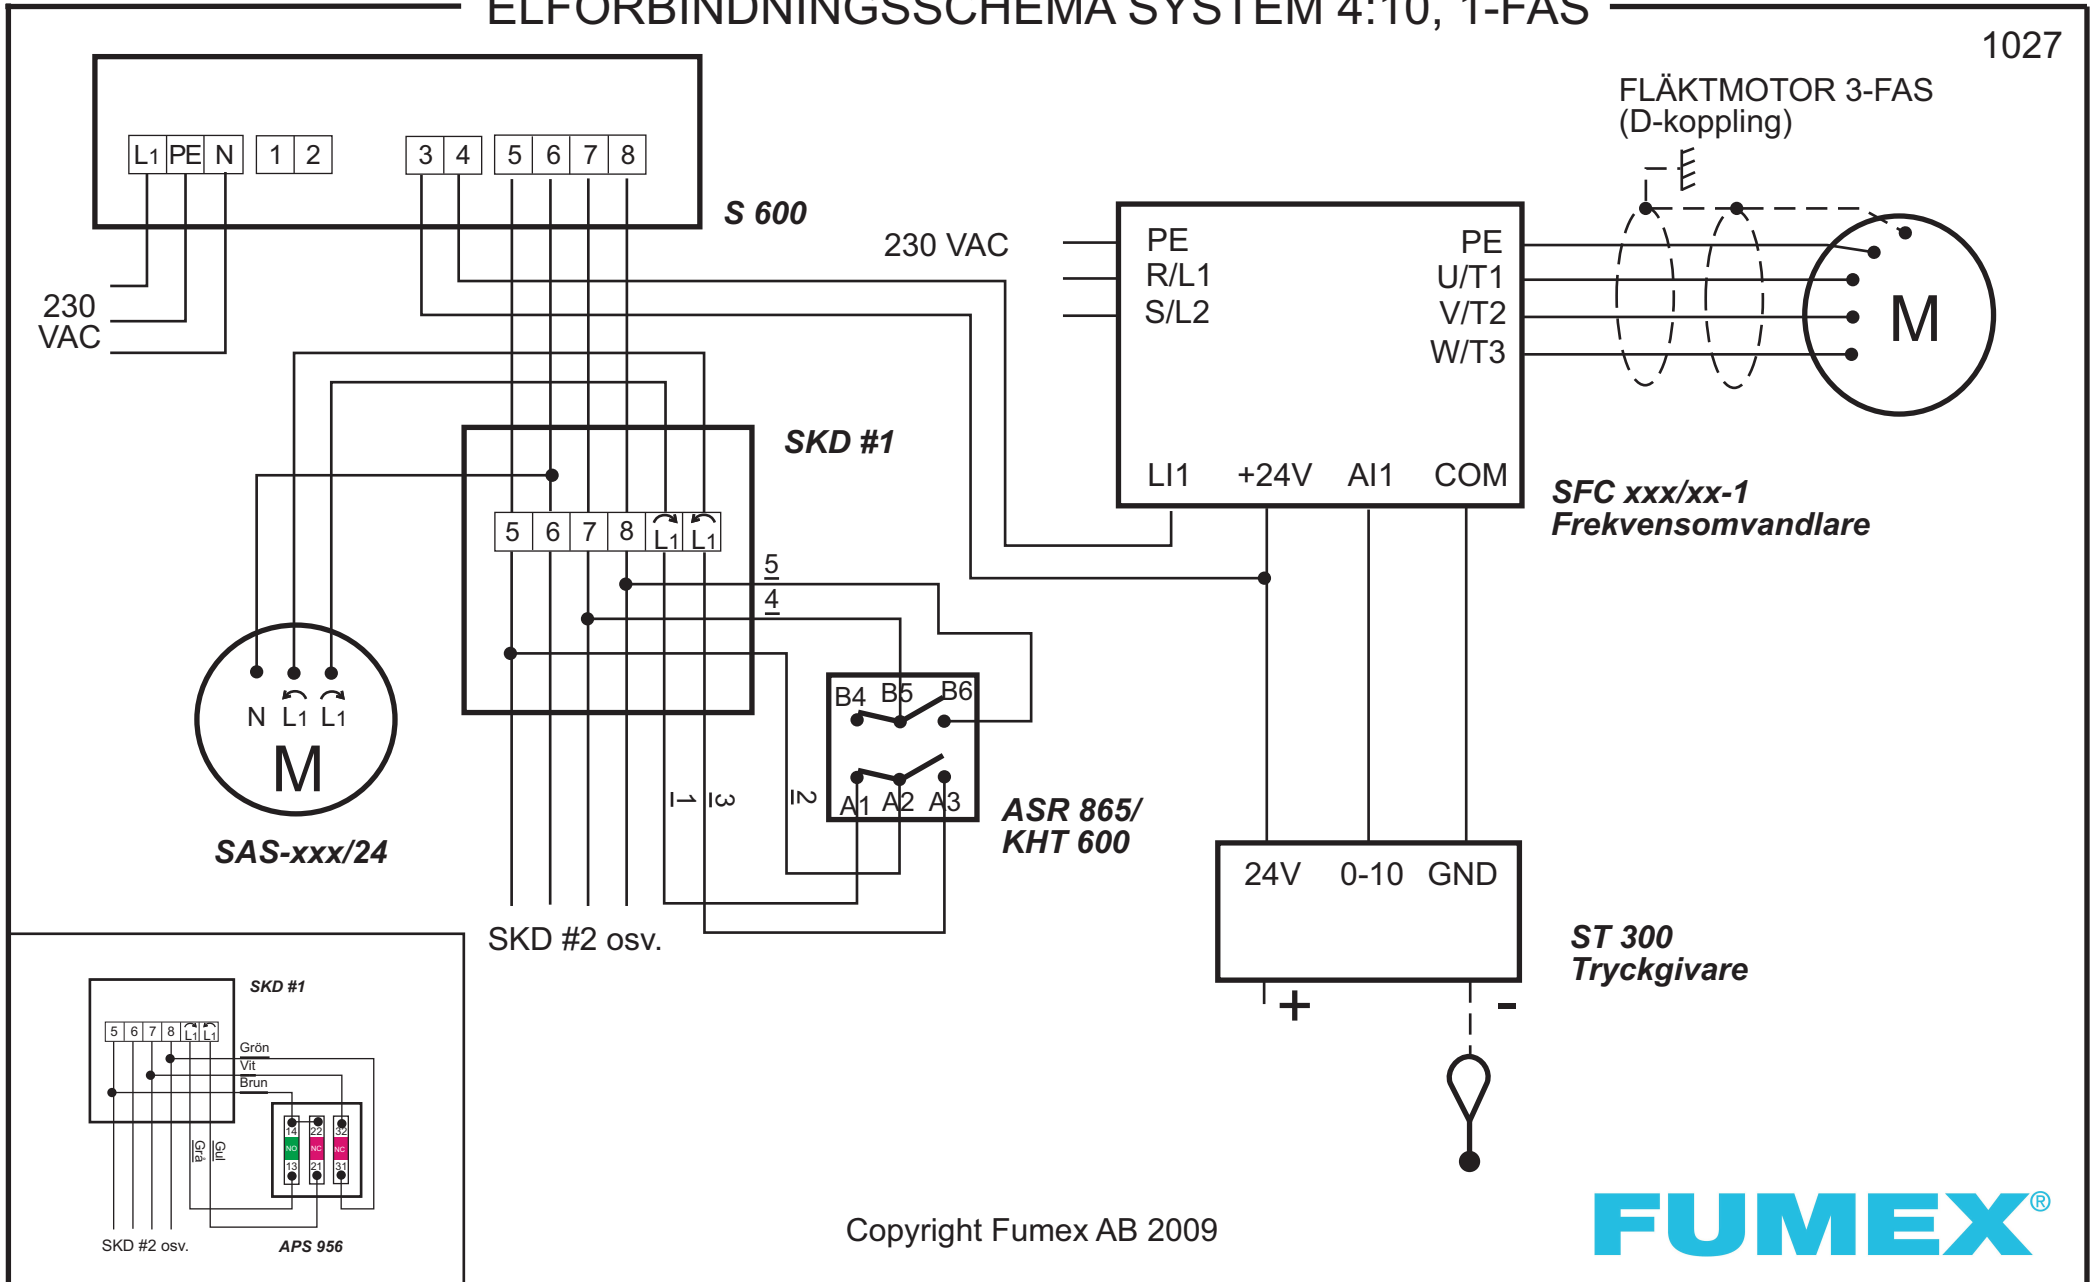 ELFÖRBINDNINGSSCHEMA SYSTEM 4:10, 1-FAS
1027
FLÄKTMOTOR 3-FAS
(D-koppling)
L1 PE N 1 2 3 4 5 6 7 8
S 600
230
VAC
230 VAC
PE
R/L1
S/L2
PE
U/T1
V/T2
W/T3
M
LI1 +24V AI1 COM
SFC xxx/xx-1
Frekvensomvandlare
SKD #1
5 6 7 8 L1 L1
5
4
1
3
2
N L1 L1
M
SAS-xxx/24
B4 B5 B6
A1 A2 A3
ASR 865/
KHT 600
SKD #2 osv.
24V 0-10 GND
+ -
ST 300
Tryckgivare
SKD #1
5 6 7 8 L1 L1
Grön
Vit
Brun
Grå
Gul
14 22 32
NO NC NC
13 21 31
SKD #2 osv.
APS 956
Copyright Fumex AB 2009
FUMEX®